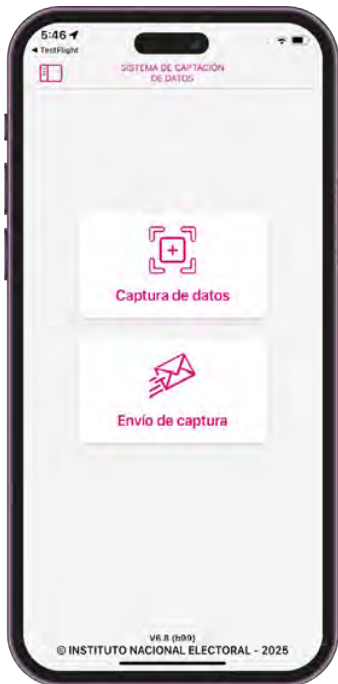 5:46
◀ TestFlight
SISTEMA DE CAPTACIÓN
DE DATOS
Captura de datos
Envío de captura
V6.8 (b99)
© INSTITUTO NACIONAL ELECTORAL - 2025